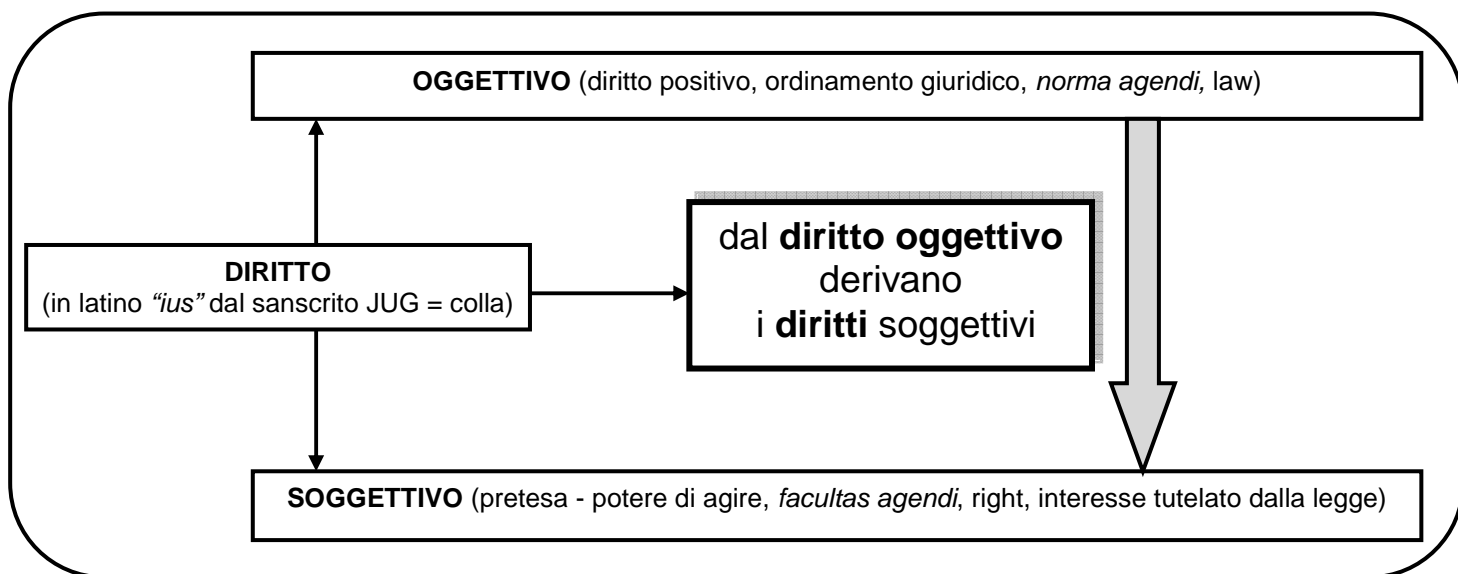 OGGETTIVO (diritto positivo, ordinamento giuridico, norma agendi, law)
DIRITTO
(in latino “ius” dal sanscrito JUG = colla)
dal diritto oggettivo
derivano
i diritti soggettivi
SOGGETTIVO (pretesa - potere di agire, facultas agendi, right, interesse tutelato dalla legge)